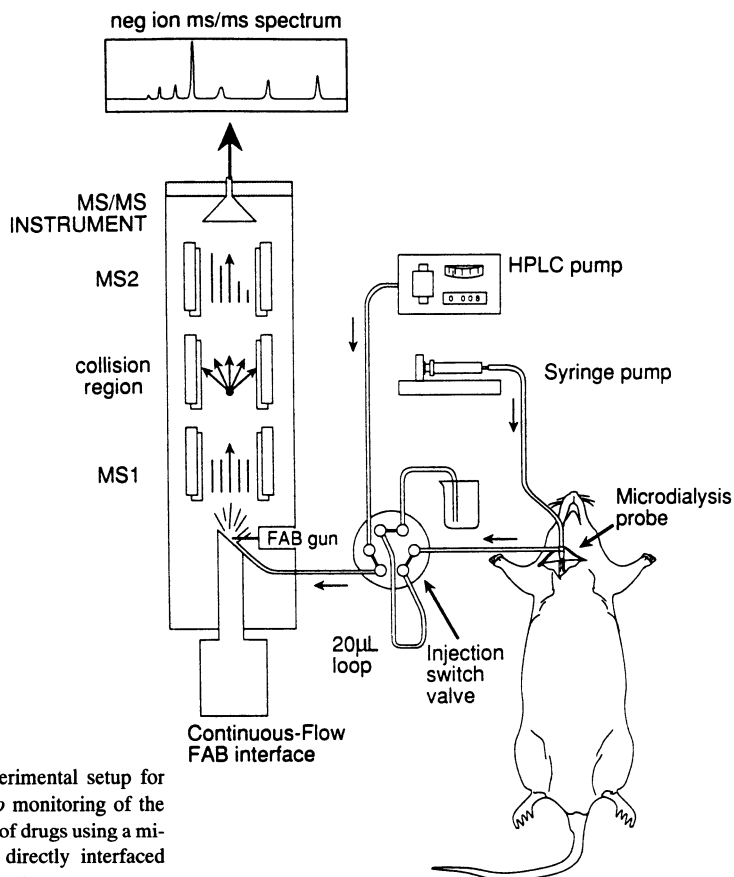 neg ion ms/ms spectrum
MS/MS
INSTRUMENT
MS2
collision
region
MS1
FAB gun
HPLC pump
0 008
Syringe pump
Microdialysis
probe
20µL
loop
Injection
switch
valve
Continuous-Flow
FAB interface
erimental setup for
monitoring of the
of drugs using a mi-
directly interfaced